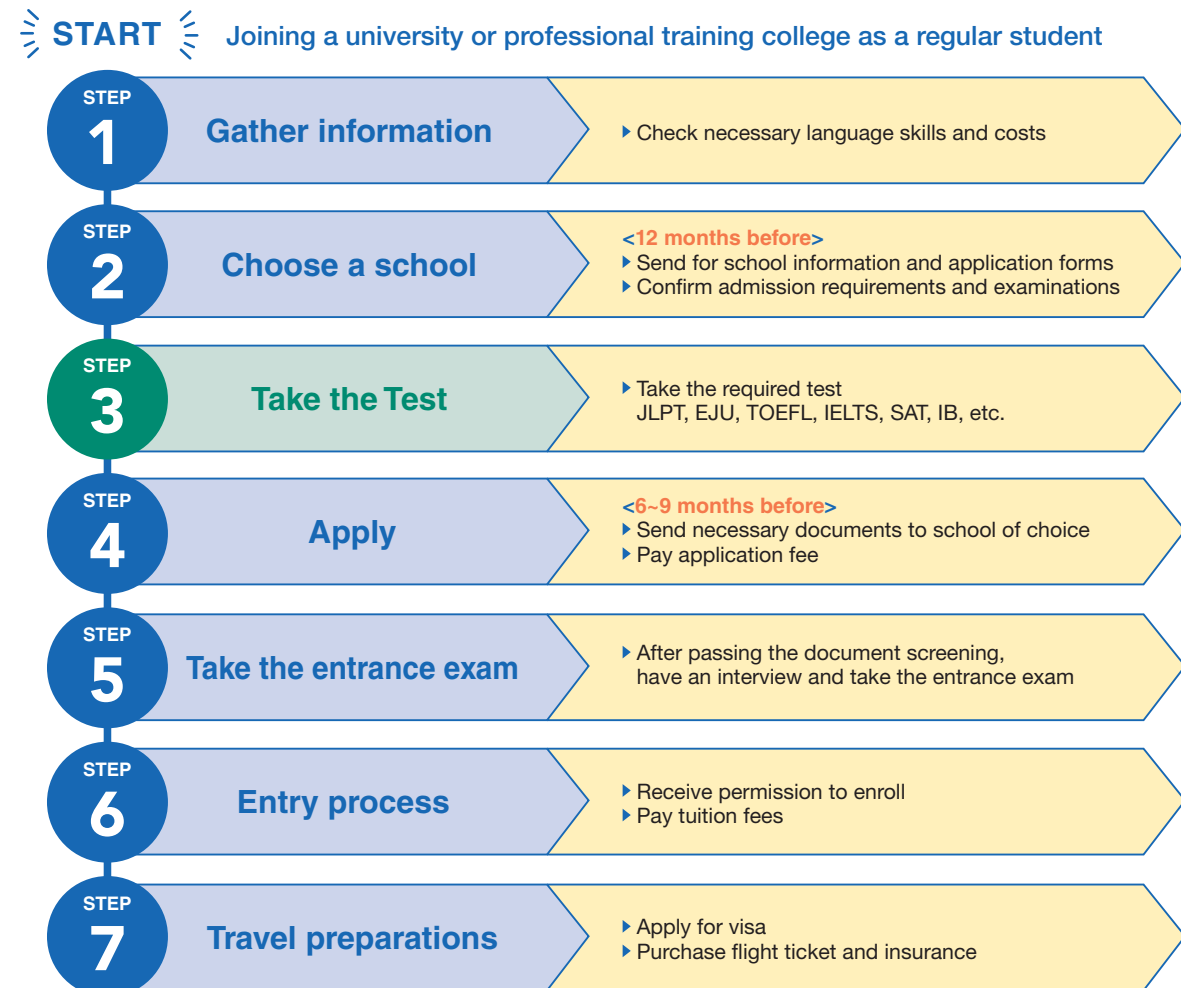 START Joining a university or professional training college as a regular student
STEP
1
Gather information
Check necessary language skills and costs
STEP
2
Choose a school
<12 months before>
Send for school information and application forms
Confirm admission requirements and examinations
STEP
3
Take the Test
Take the required test
JLPT, EJU, TOEFL, IELTS, SAT, IB, etc.
STEP
4
Apply
<6~9 months before>
Send necessary documents to school of choice
Pay application fee
STEP
5
Take the entrance exam
After passing the document screening,
have an interview and take the entrance exam
STEP
6
Entry process
Receive permission to enroll
Pay tuition fees
STEP
7
Travel preparations
Apply for visa
Purchase flight ticket and insurance